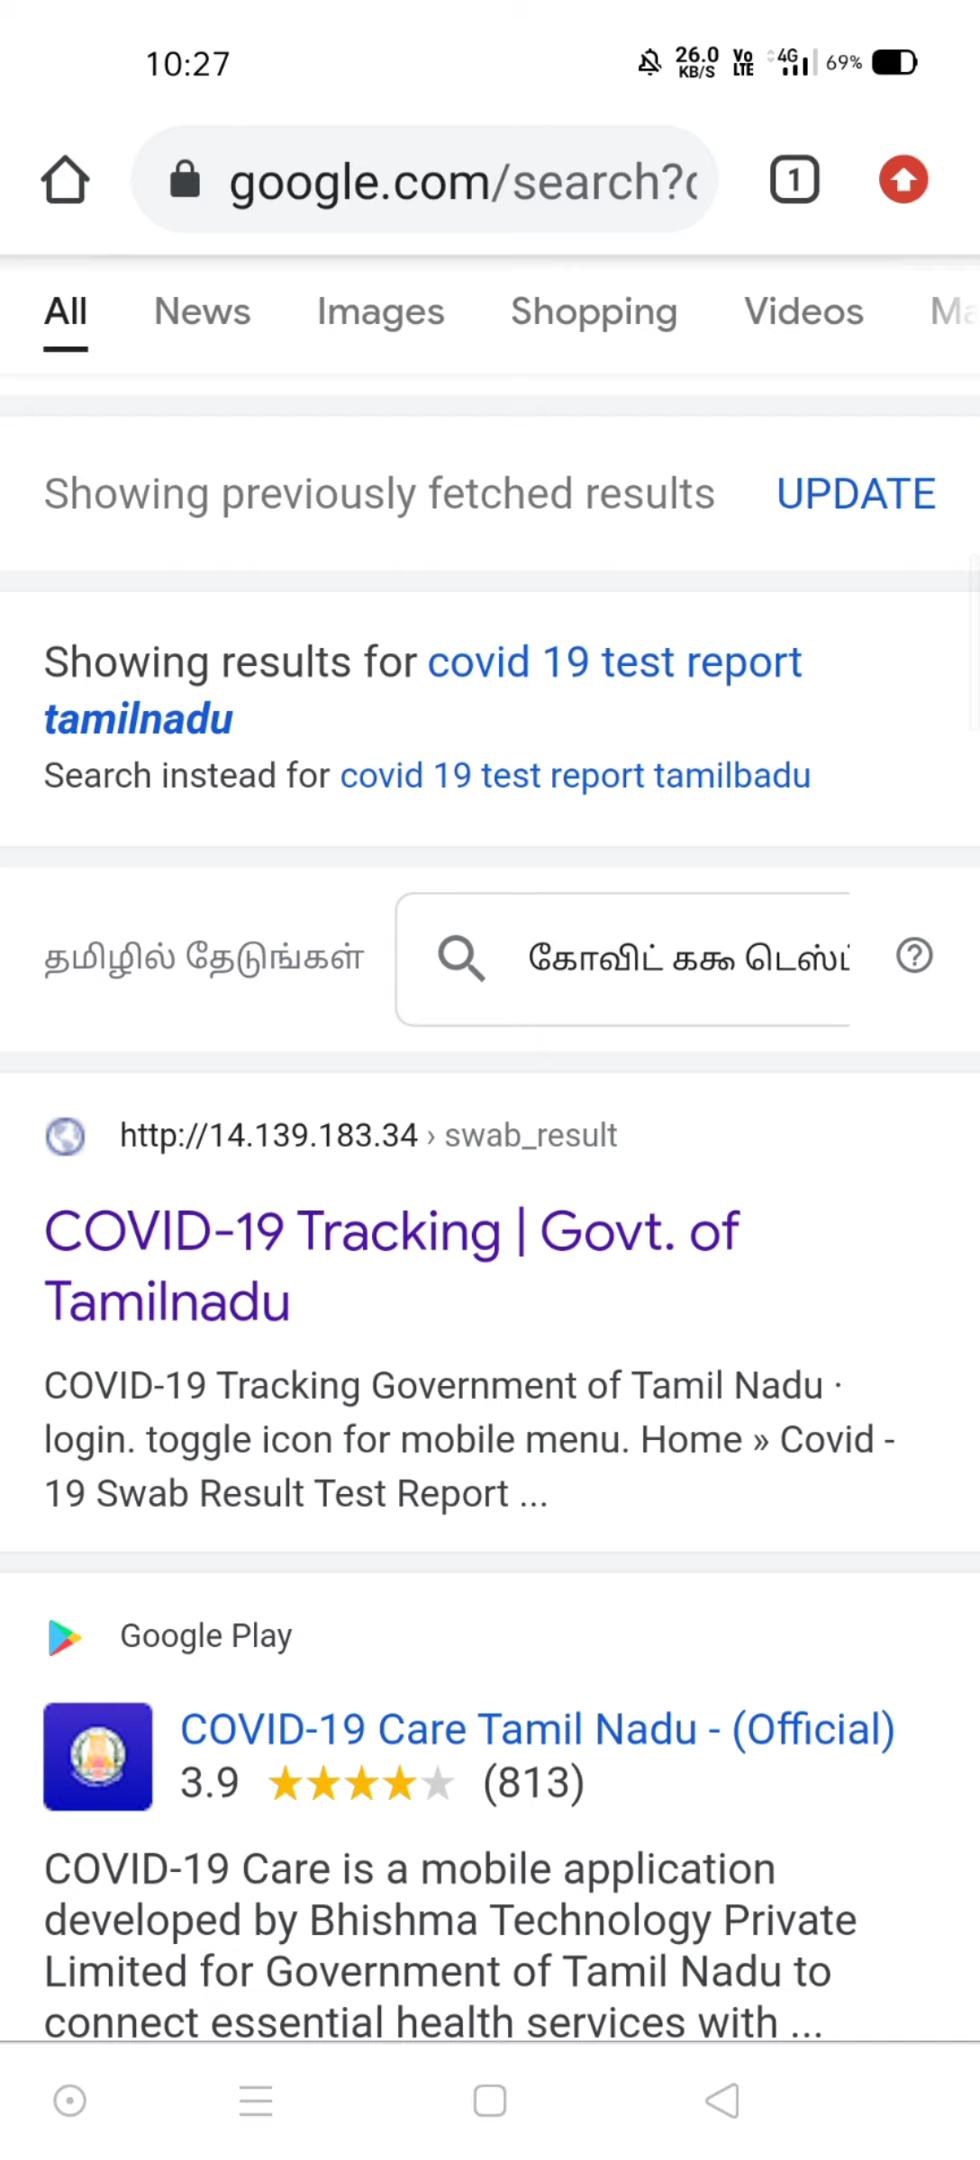 10:27
26.0 KB/S Vo LTE 4G 69%
google.com/search?
1
All News Images Shopping Videos
Showing previously fetched results UPDATE
Showing results for covid 19 test report
tamilnadu
Search instead for covid 19 test report tamilbadu
தமிழில் தேடுங்கள் கோவிட் ககூ
http://14.139.183.34 › swab_result
COVID-19 Tracking | Govt. of
Tamilnadu
COVID-19 Tracking Government of Tamil Nadu ·
login. toggle icon for mobile menu. Home » Covid -
19 Swab Result Test Report ...
Google Play
COVID-19 Care Tamil Nadu - (Official)
3.9 (813)
COVID-19 Care is a mobile application
developed by Bhishma Technology Private
Limited for Government of Tamil Nadu to
connect essential health services with ...